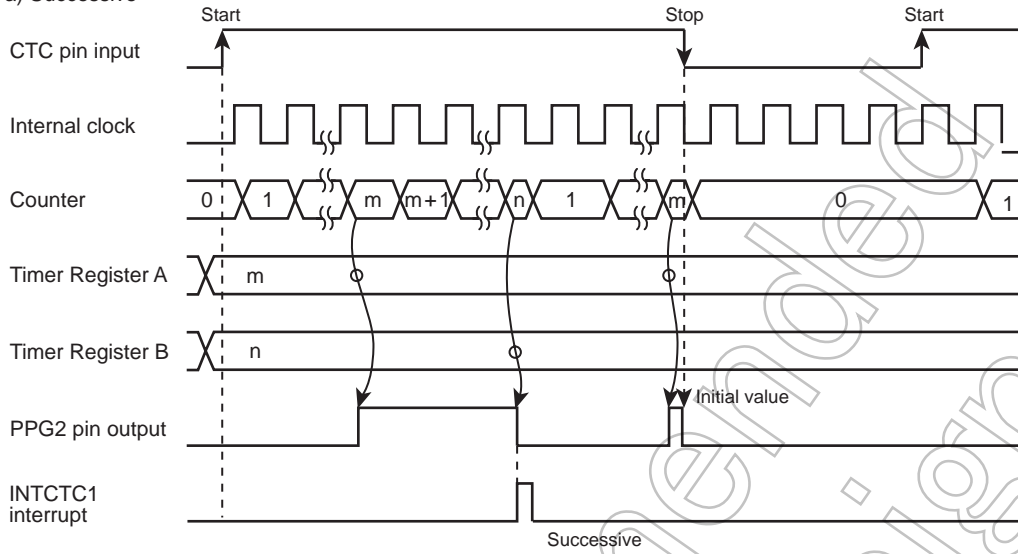 a) Successive
Start Stop Start
CTC pin input
Internal clock
Counter 0 1 m m+1 n 1 m 0 1
Timer Register A m
Timer Register B n
Initial value
PPG2 pin output
INTCTC1
interrupt
Successive